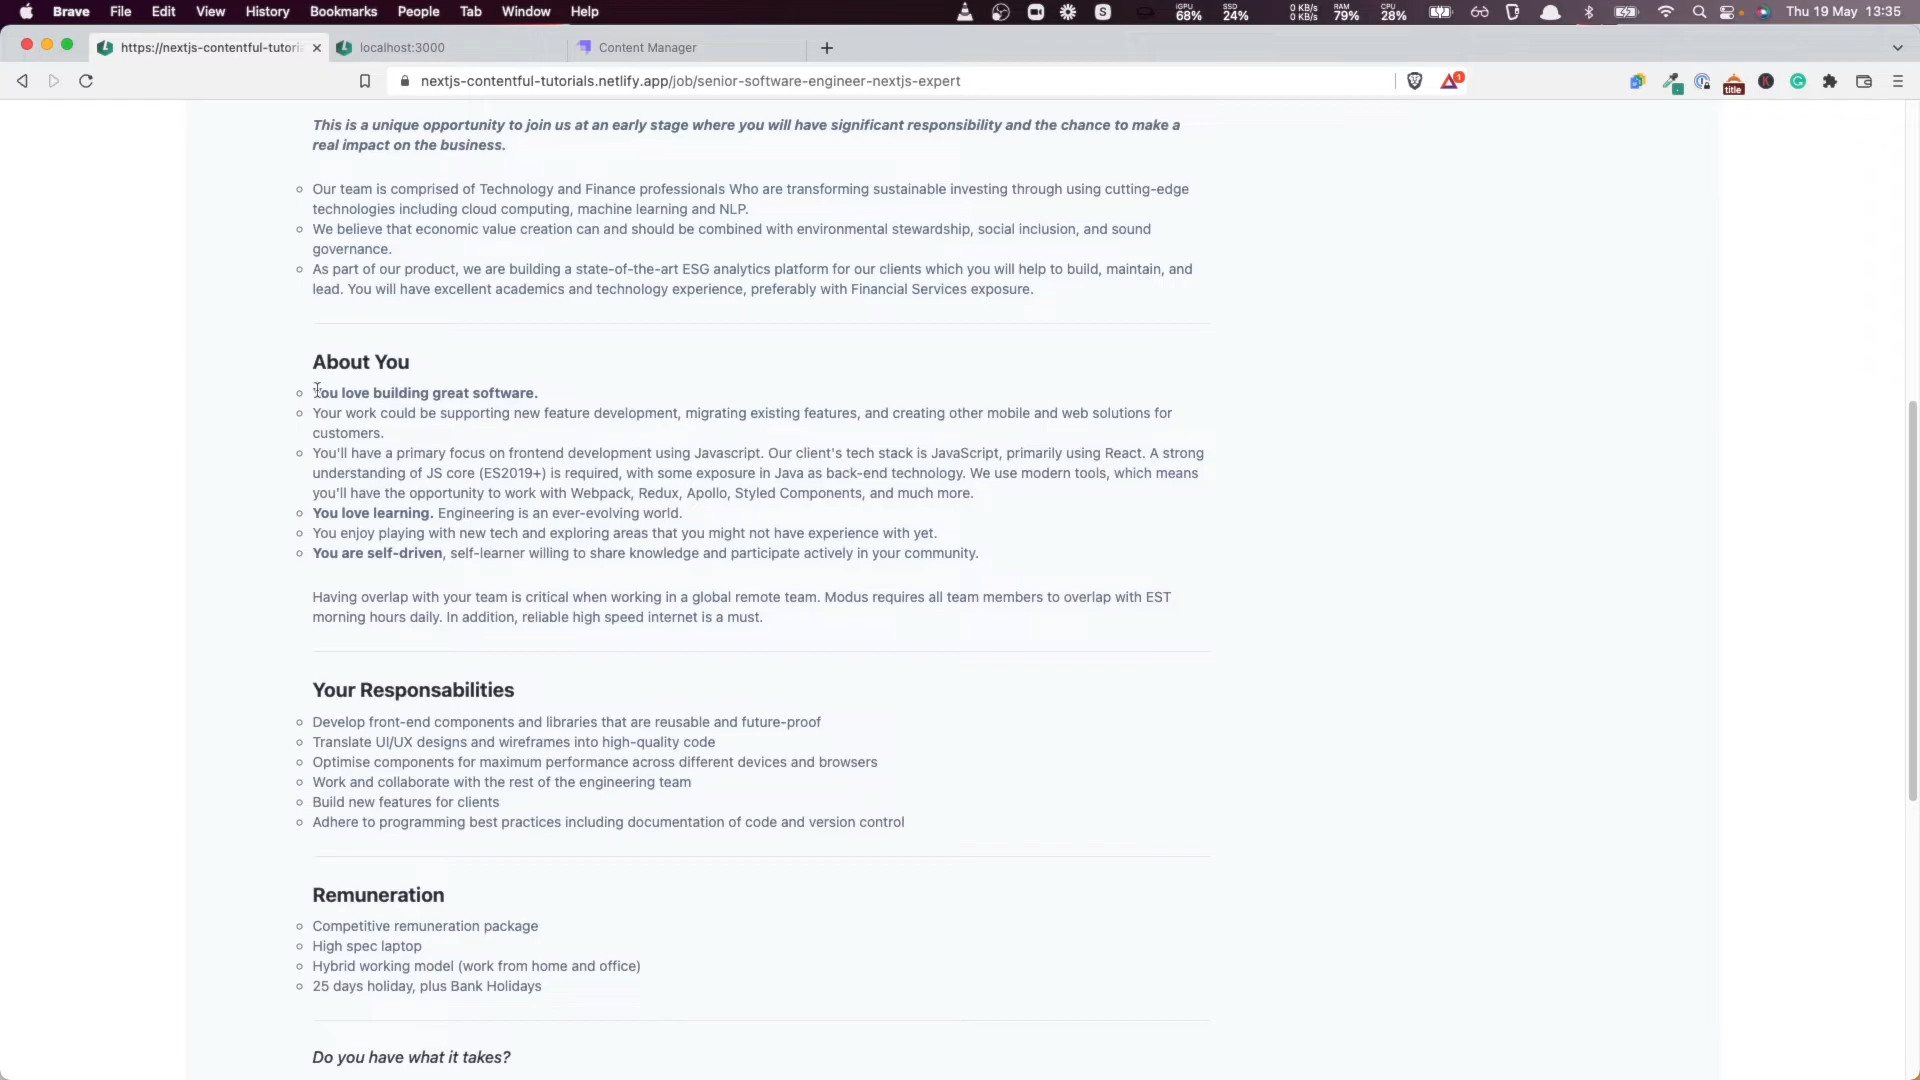 Brave File Edit View History Bookmarks People Tab Window Help
S
iGPU 68% SSD 24% 0 KB/s 0 KB/s RAM 79% CPU 28%
Thu 19 May 13:35
https://nextjs-contentful-tutoria
localhost:3000
Content Manager
nextjs-contentful-tutorials.netlify.app/job/senior-software-engineer-nextjs-expert
1
title
This is a unique opportunity to join us at an early stage where you will have significant responsibility and the chance to make a
real impact on the business.
Our team is comprised of Technology and Finance professionals Who are transforming sustainable investing through using cutting-edge
technologies including cloud computing, machine learning and NLP.
We believe that economic value creation can and should be combined with environmental stewardship, social inclusion, and sound
governance.
As part of our product, we are building a state-of-the-art ESG analytics platform for our clients which you will help to build, maintain, and
lead. You will have excellent academics and technology experience, preferably with Financial Services exposure.
About You
You love building great software.
Your work could be supporting new feature development, migrating existing features, and creating other mobile and web solutions for
customers.
You'll have a primary focus on frontend development using Javascript. Our client's tech stack is JavaScript, primarily using React. A strong
understanding of JS core (ES2019+) is required, with some exposure in Java as back-end technology. We use modern tools, which means
you'll have the opportunity to work with Webpack, Redux, Apollo, Styled Components, and much more.
You love learning. Engineering is an ever-evolving world.
You enjoy playing with new tech and exploring areas that you might not have experience with yet.
You are self-driven, self-learner willing to share knowledge and participate actively in your community.
Having overlap with your team is critical when working in a global remote team. Modus requires all team members to overlap with EST
morning hours daily. In addition, reliable high speed internet is a must.
Your Responsabilities
Develop front-end components and libraries that are reusable and future-proof
Translate UI/UX designs and wireframes into high-quality code
Optimise components for maximum performance across different devices and browsers
Work and collaborate with the rest of the engineering team
Build new features for clients
Adhere to programming best practices including documentation of code and version control
Remuneration
Competitive remuneration package
High spec laptop
Hybrid working model (work from home and office)
25 days holiday, plus Bank Holidays
Do you have what it takes?